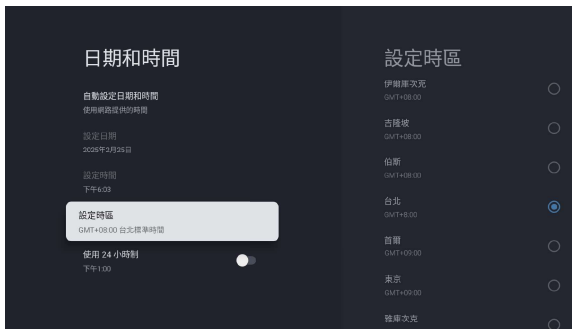 日期和時間
自動設定日期和時間
使用網路提供的時間
設定日期
2025年2月25日
設定時間
下午6:03
設定時區
GMT+08:00 台北標準時間
使用 24 小時制
下午1:00
設定時區
伊爾庫次克
GMT+08:00
吉隆坡
GMT+08:00
伯斯
GMT+08:00
台北
GMT+8:00
首爾
GMT+09:00
東京
GMT+09:00
雅庫次克